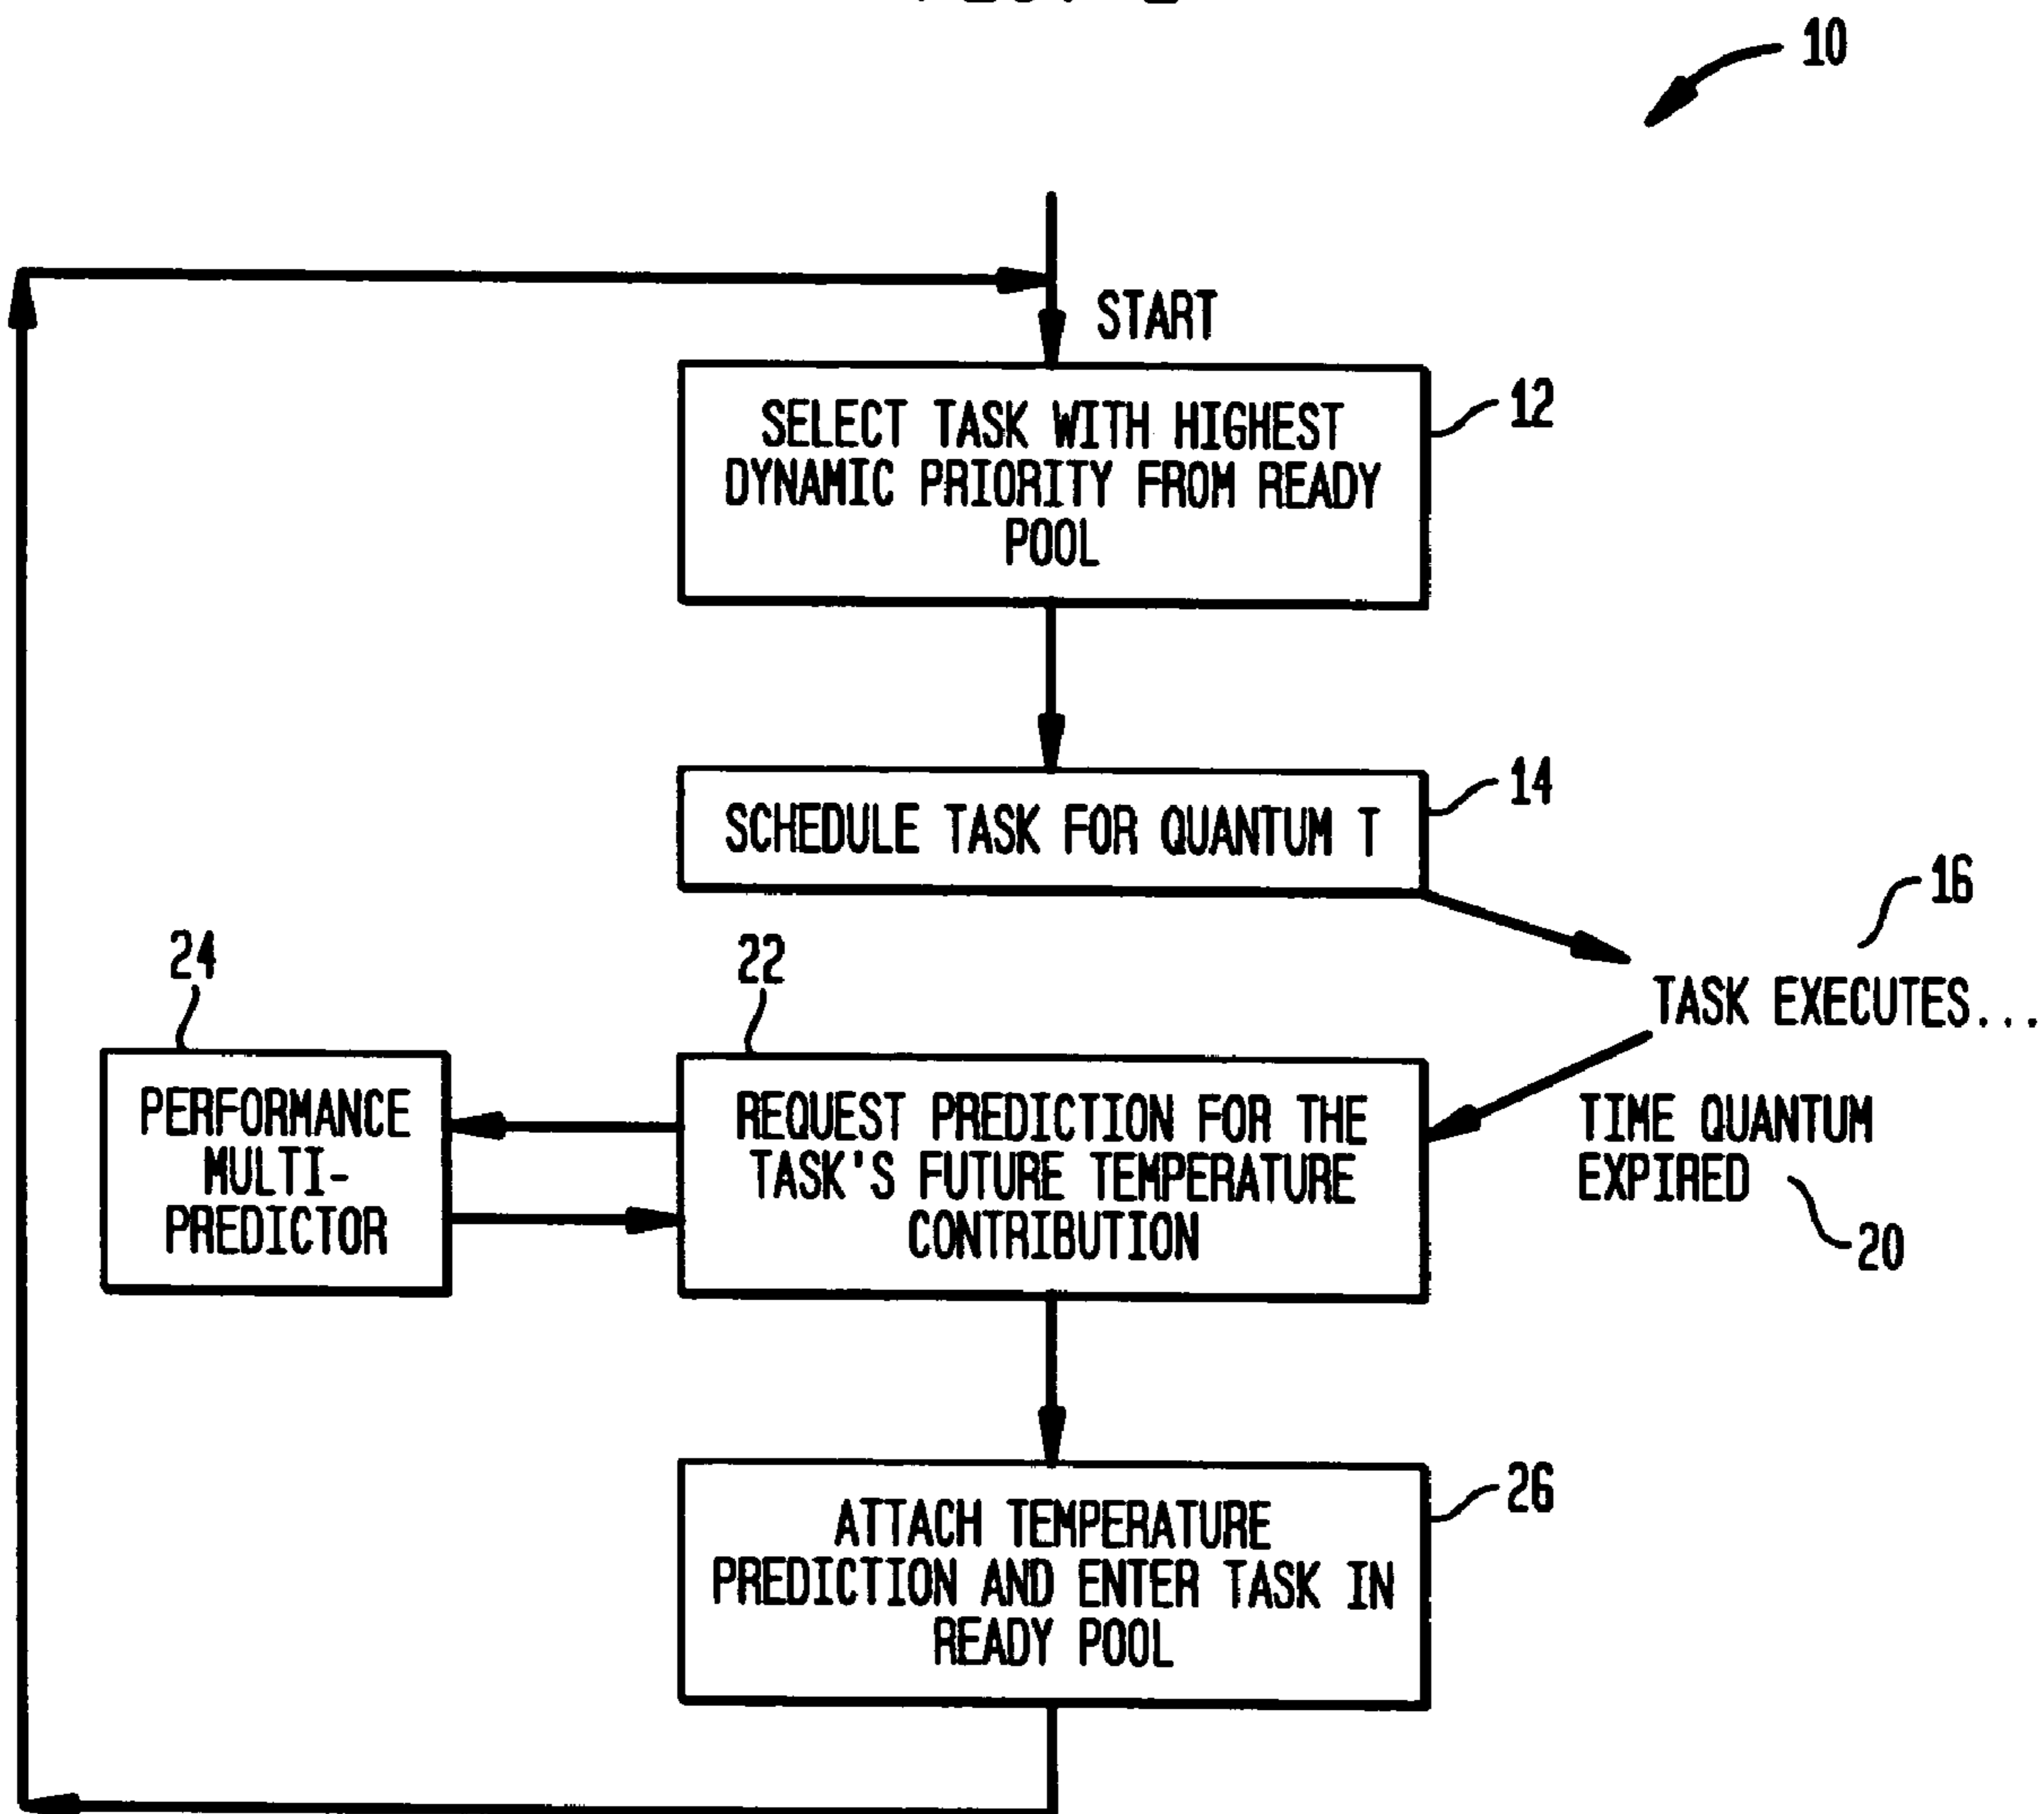 10
START
SELECT TASK WITH HIGHEST
DYNAMIC PRIORITY FROM READY
POOL
12
SCHEDULE TASK FOR QUANTUM T
14
16
TASK EXECUTES...
24
22
PERFORMANCE
MULTI-
PREDICTOR
REQUEST PREDICTION FOR THE
TASK'S FUTURE TEMPERATURE
CONTRIBUTION
TIME QUANTUM
EXPIRED
20
ATTACH TEMPERATURE
PREDICTION AND ENTER TASK IN
READY POOL
26